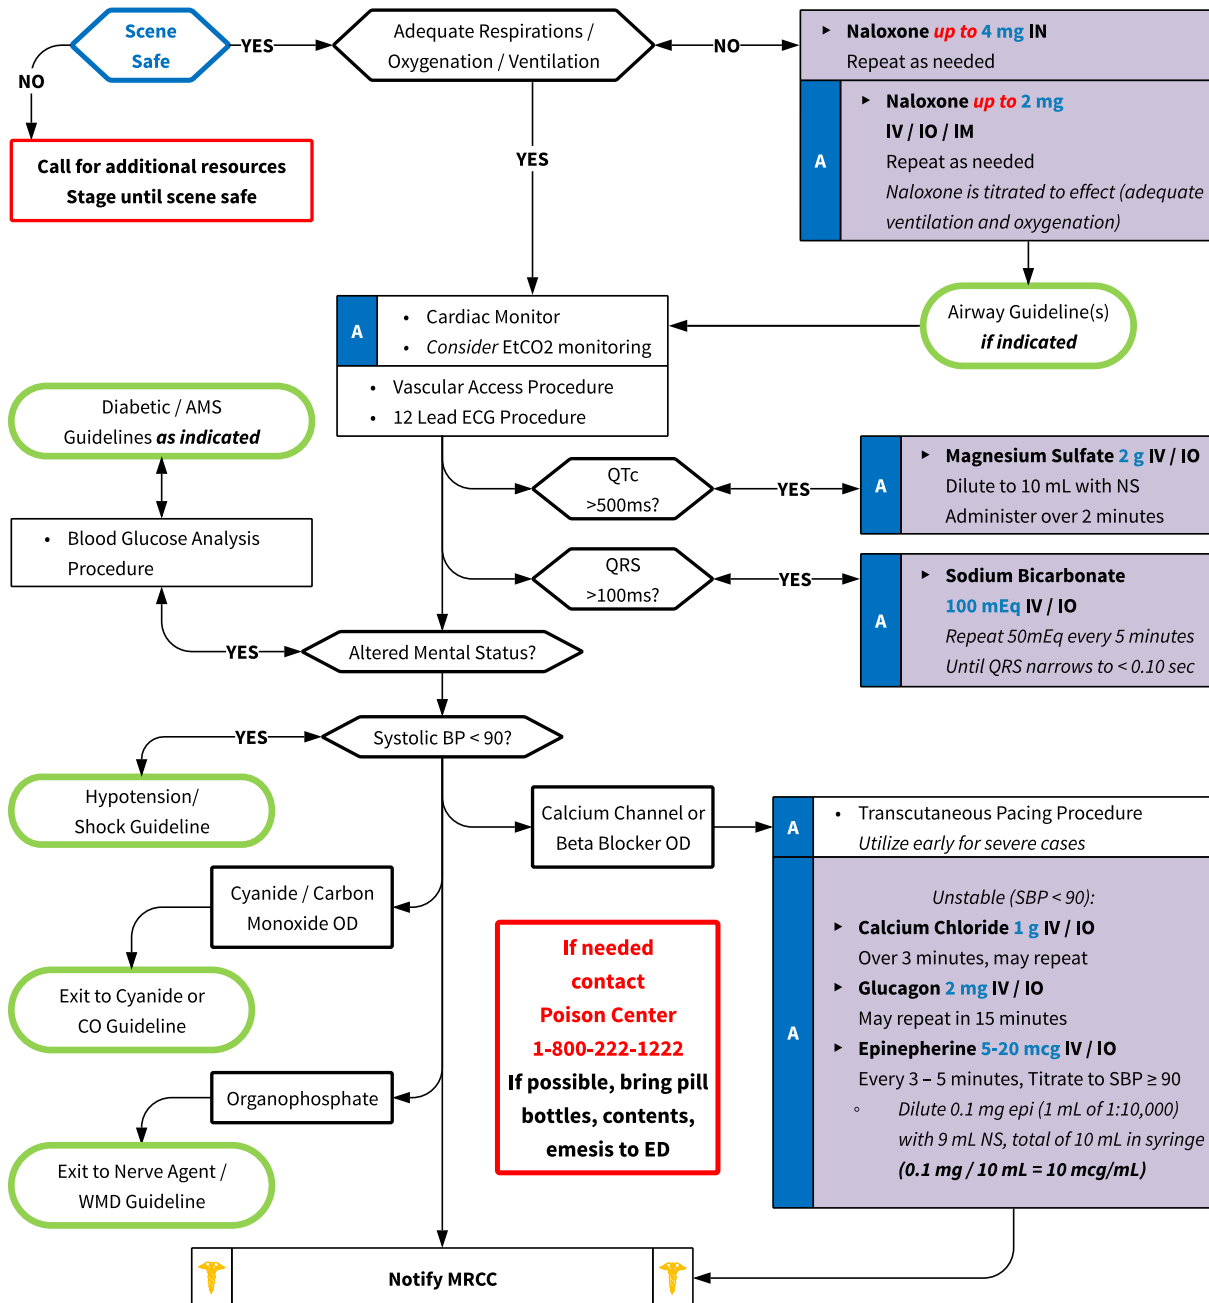 Scene
Safe
YES
Adequate Respirations /
Oxygenation / Ventilation
NO
▸ Naloxone up to 4 mg IN
Repeat as needed
A
▸ Naloxone up to 2 mg
IV / IO / IM
Repeat as needed
Naloxone is titrated to effect (adequate
ventilation and oxygenation)
NO
Call for additional resources
Stage until scene safe
YES
Airway Guideline(s)
if indicated
A
• Cardiac Monitor
• Consider EtCO2 monitoring
• Vascular Access Procedure
• 12 Lead ECG Procedure
Diabetic / AMS
Guidelines as indicated
• Blood Glucose Analysis
Procedure
QTc
>500ms?
YES
A
▸ Magnesium Sulfate 2 g IV / IO
Dilute to 10 mL with NS
Administer over 2 minutes
QRS
>100ms?
YES
A
▸ Sodium Bicarbonate
100 mEq IV / IO
Repeat 50mEq every 5 minutes
Until QRS narrows to < 0.10 sec
YES
Altered Mental Status?
YES
Systolic BP < 90?
Hypotension/
Shock Guideline
Calcium Channel or
Beta Blocker OD
A
• Transcutaneous Pacing Procedure
Utilize early for severe cases
A
Unstable (SBP < 90):
▸ Calcium Chloride 1 g IV / IO
Over 3 minutes, may repeat
▸ Glucagon 2 mg IV / IO
May repeat in 15 minutes
▸ Epinepherine 5-20 mcg IV / IO
Every 3 – 5 minutes, Titrate to SBP ≥ 90
◦ Dilute 0.1 mg epi (1 mL of 1:10,000)
with 9 mL NS, total of 10 mL in syringe
(0.1 mg / 10 mL = 10 mcg/mL)
Cyanide / Carbon
Monoxide OD
Exit to Cyanide or
CO Guideline
If needed
contact
Poison Center
1-800-222-1222
If possible, bring pill
bottles, contents,
emesis to ED
Organophosphate
Exit to Nerve Agent /
WMD Guideline
Notify MRCC